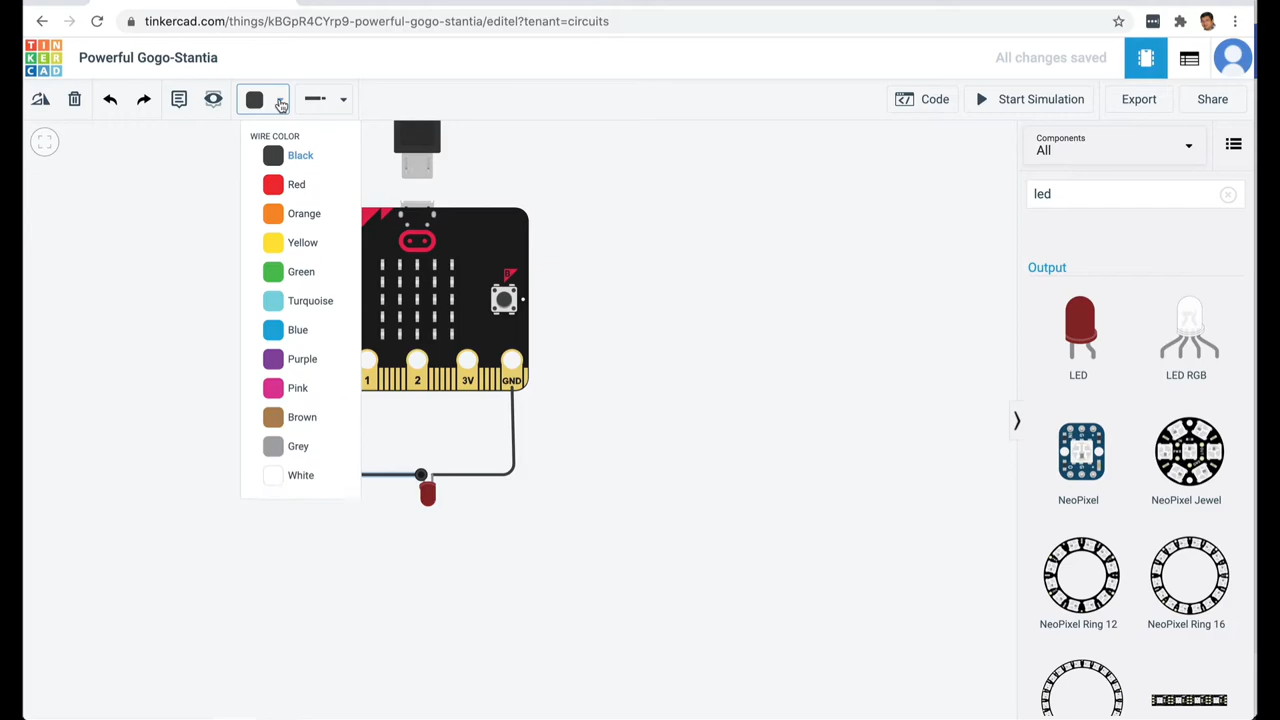 tinkercad.com/things/kBGpR4CYrp9-powerful-gogo-stantia/editel?tenant=circuits
TIN
KER
CAD
Powerful Gogo-Stantia
All changes saved
Code
Start Simulation
Export
Share
WIRE COLOR
Black
Red
Orange
Yellow
Green
Turquoise
Blue
Purple
Pink
Brown
Grey
White
1
2
3V
GND
Components
All
led
Output
LED
LED RGB
NeoPixel
NeoPixel Jewel
NeoPixel Ring 12
NeoPixel Ring 16